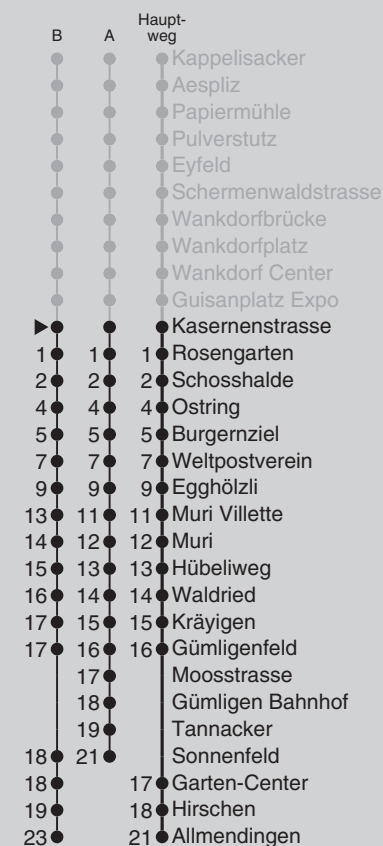 Haupt-
B A weg
Kappelisacker
Aespliz
Papiermühle
Pulverstutz
Eyfeld
Schermenwaldstrasse
Wankdorfbrücke
Wankdorfplatz
Wankdorf Center
Guisanplatz Expo
Kasernenstrasse
1 1 1 Rosengarten
2 2 2 Schosshalde
4 4 4 Ostring
5 5 5 Burgernziel
7 7 7 Weltpostverein
9 9 9 Egghölzli
13 11 11 Muri Villette
14 12 12 Muri
15 13 13 Hübeliweg
16 14 14 Waldried
17 15 15 Kräyigen
17 16 16 Gümligenfeld
17 Moosstrasse
18 Gümligen Bahnhof
19 Tannacker
18 21 Sonnenfeld
18 17 Garten-Center
19 18 Hirschen
23 21 Allmendingen